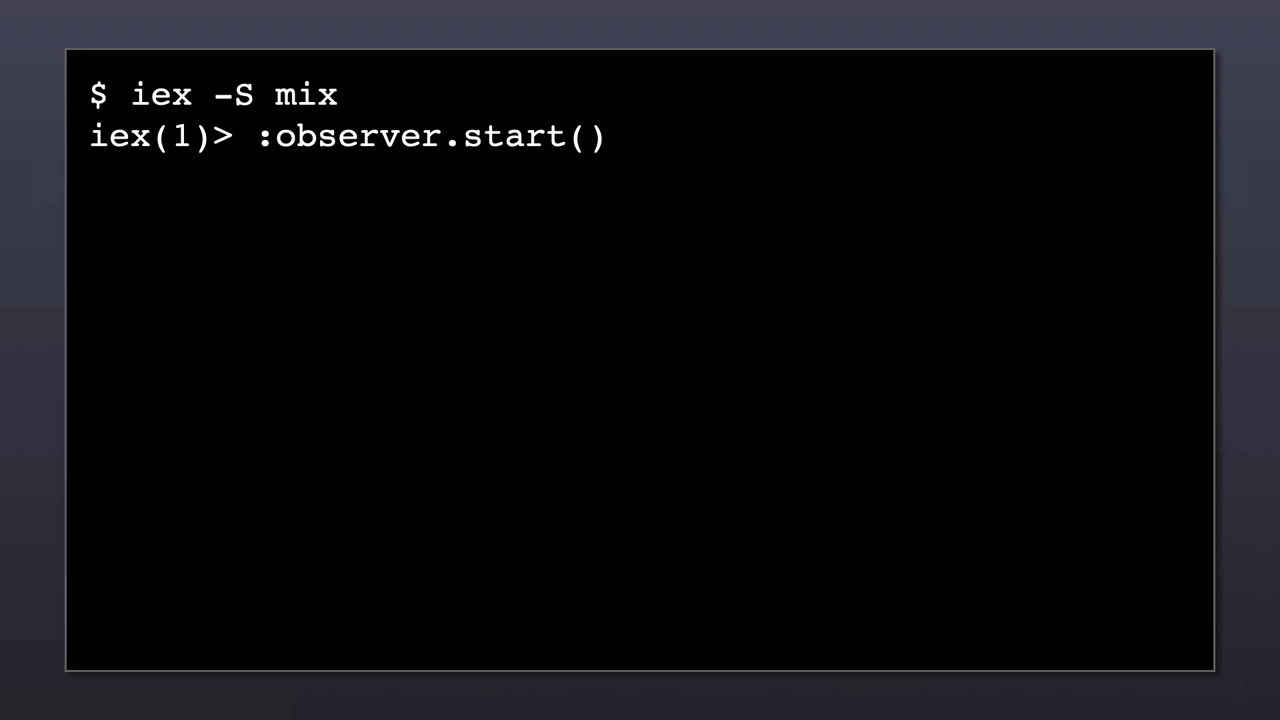 $ iex -S mix
iex(1)> :observer.start()